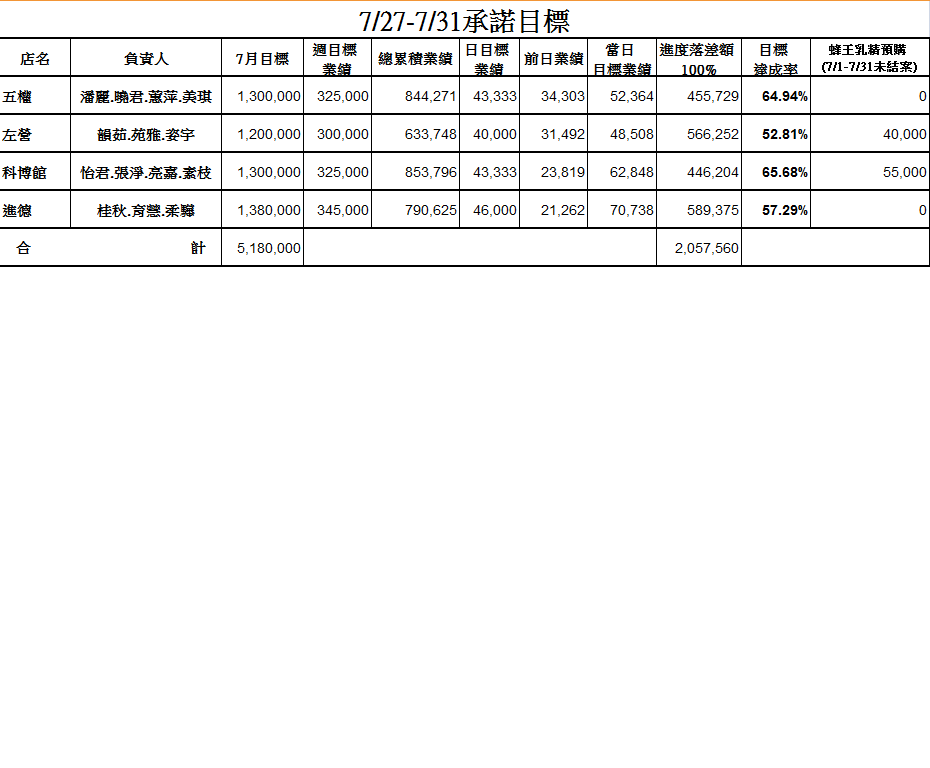 7/27-7/31承諾目標
店名 負責人 7月目標 週目標業績 總累積業績 日目標業績 前日業績 當日目標業績 進度落差額100% 目標達成率 蜂王乳精預購(7/1-7/31未結案)
五權 潘麗.曉君.蕙萍.美琪 1,300,000 325,000 844,271 43,333 34,303 52,364 455,729 64.94% 0
左營 韻茹.苑雅.姿宇 1,200,000 300,000 633,748 40,000 31,492 48,508 566,252 52.81% 40,000
科博館 怡君.張淨.亮嘉.素枝 1,300,000 325,000 853,796 43,333 23,819 62,848 446,204 65.68% 55,000
進德 桂秋.育慧.柔驊 1,380,000 345,000 790,625 46,000 21,262 70,738 589,375 57.29% 0
合 計 5,180,000 2,057,560